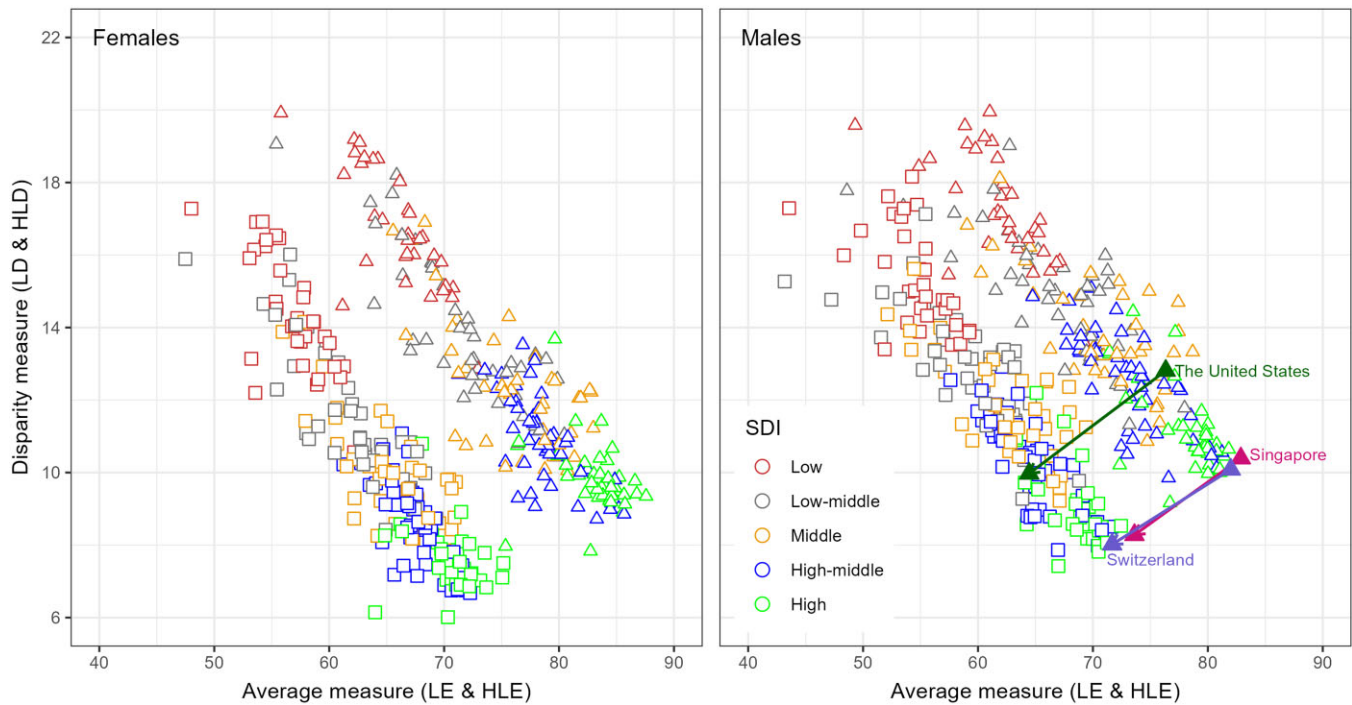 Females
Males
22
18
14
10
6
Disparity measure (LD & HLD)
The United States
Singapore
Switzerland
SDI
Low
Low-middle
Middle
High-middle
High
40 50 60 70 80 90
40 50 60 70 80 90
Average measure (LE & HLE)
Average measure (LE & HLE)